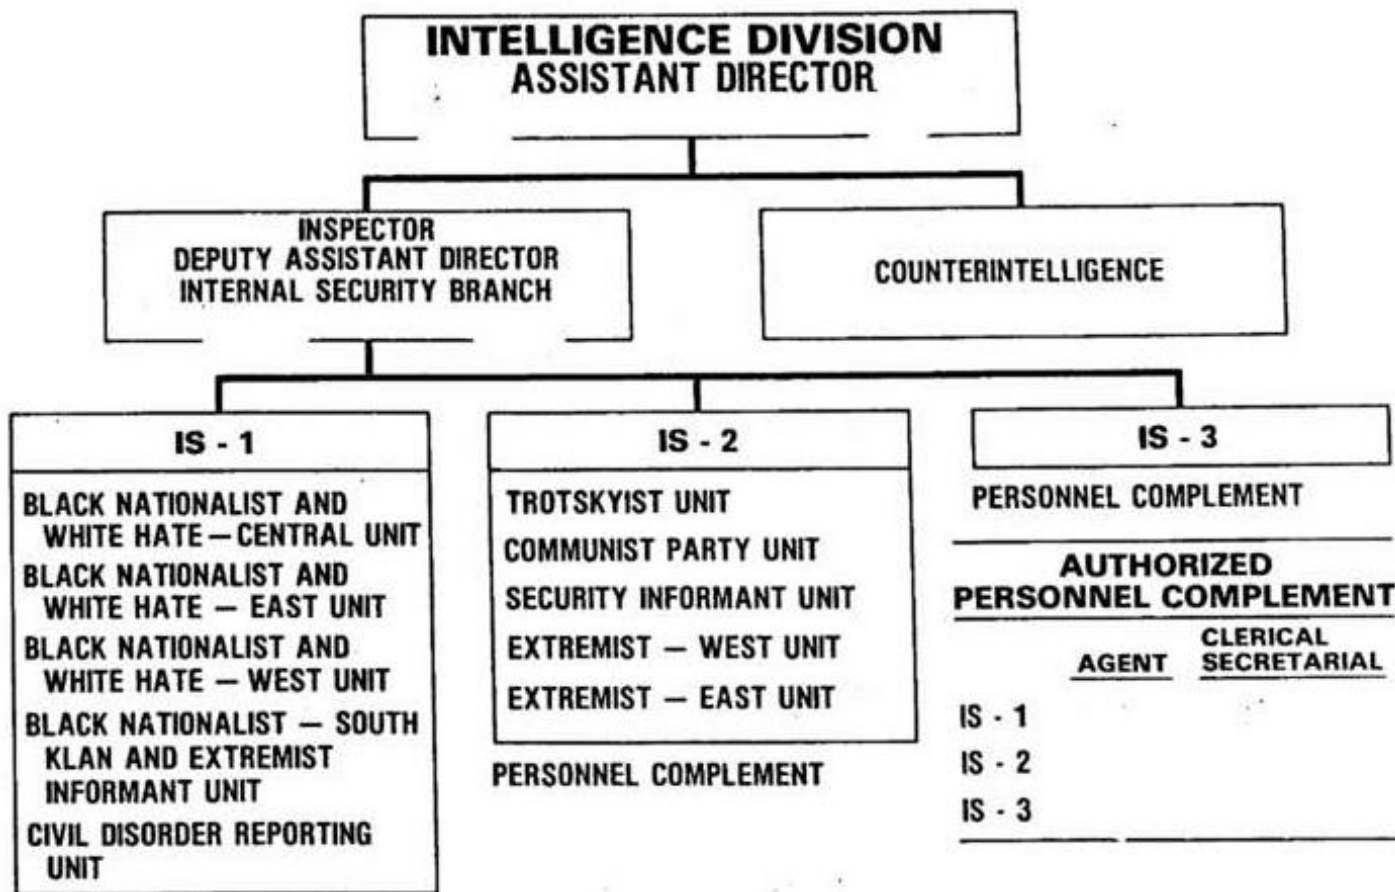 INTELLIGENCE DIVISION
ASSISTANT DIRECTOR
INSPECTOR
DEPUTY ASSISTANT DIRECTOR
INTERNAL SECURITY BRANCH
COUNTERINTELLIGENCE
IS - 1
BLACK NATIONALIST AND
WHITE HATE — CENTRAL UNIT
BLACK NATIONALIST AND
WHITE HATE — EAST UNIT
BLACK NATIONALIST AND
WHITE HATE — WEST UNIT
BLACK NATIONALIST — SOUTH
KLAN AND EXTREMIST
INFORMANT UNIT
CIVIL DISORDER REPORTING
UNIT
IS - 2
TROTSKYIST UNIT
COMMUNIST PARTY UNIT
SECURITY INFORMANT UNIT
EXTREMIST — WEST UNIT
EXTREMIST — EAST UNIT
PERSONNEL COMPLEMENT
IS - 3
PERSONNEL COMPLEMENT
AUTHORIZED
PERSONNEL COMPLEMENT
AGENT
CLERICAL
SECRETARIAL
IS - 1
IS - 2
IS - 3